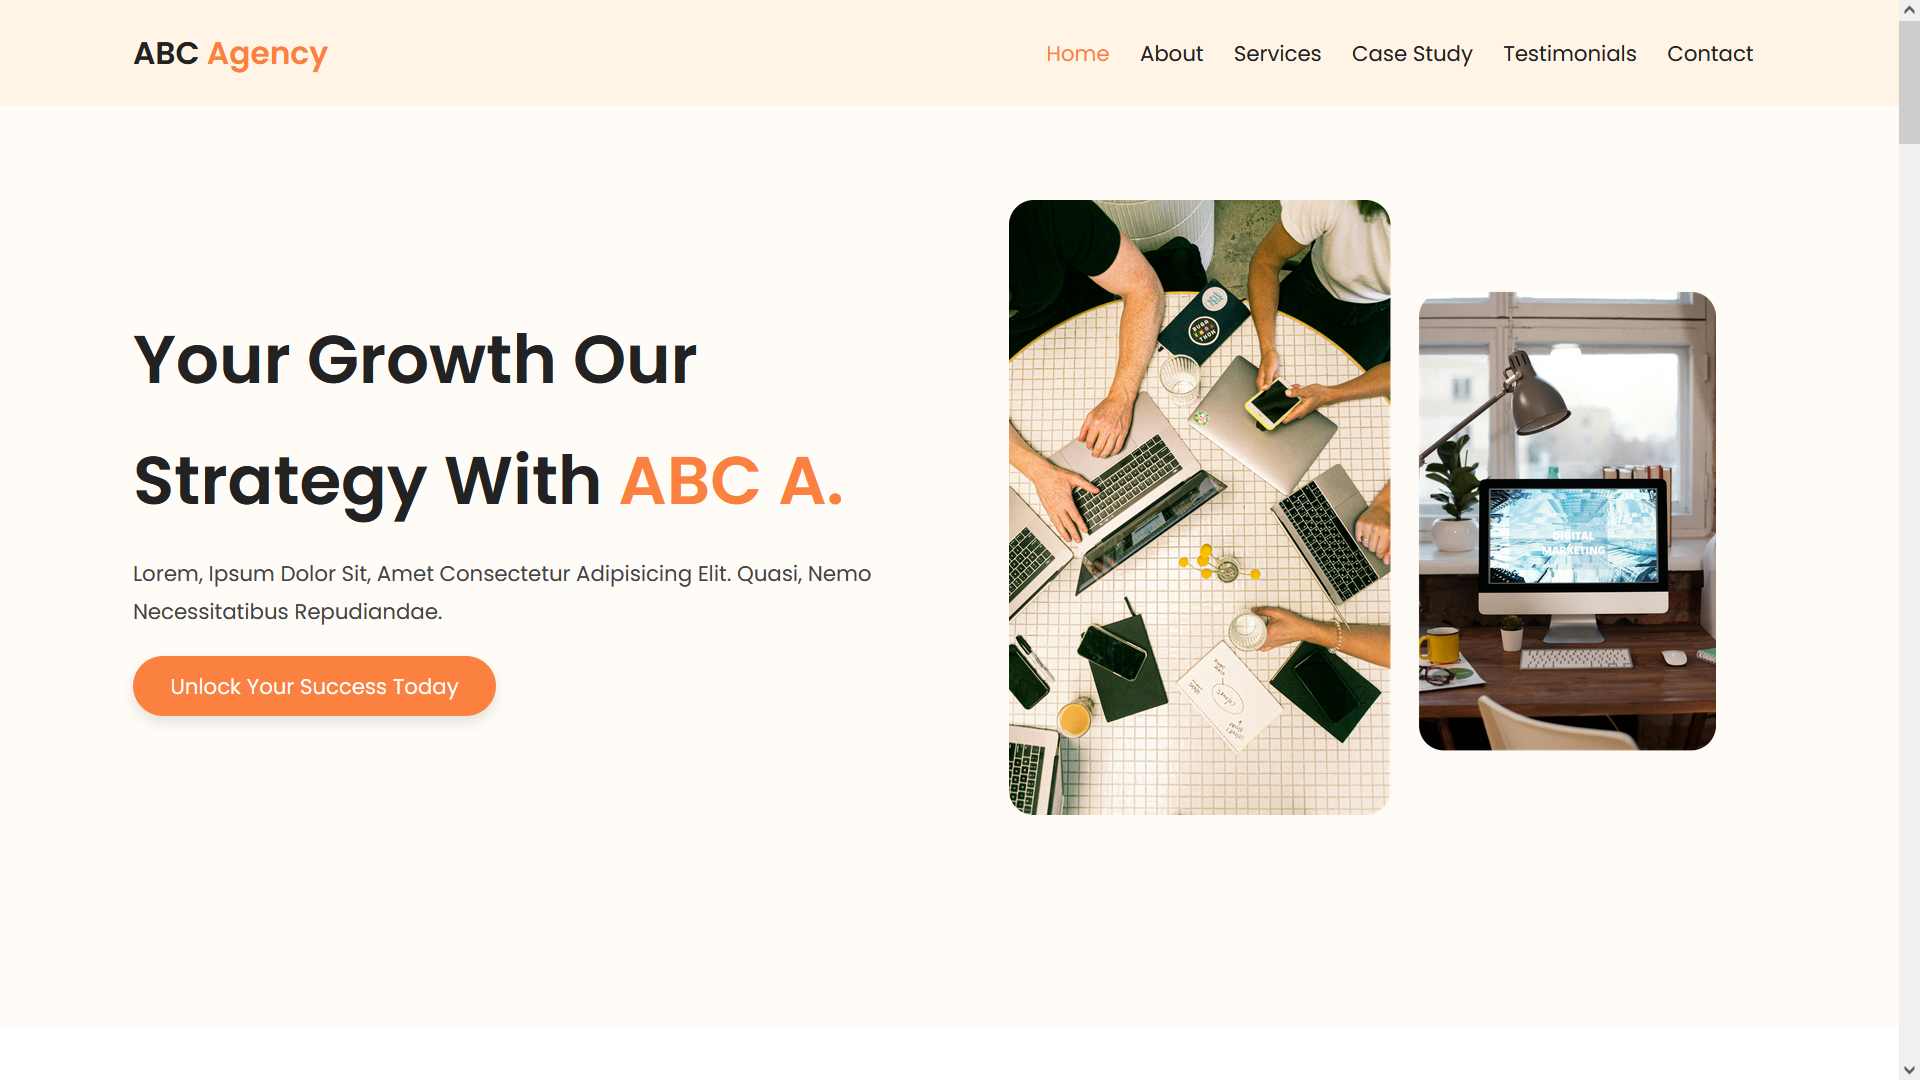 ABC Agency
Home About Services Case Study Testimonials Contact
Your Growth Our
Strategy With ABC A.
Lorem, Ipsum Dolor Sit, Amet Consectetur Adipisicing Elit. Quasi, Nemo
Necessitatibus Repudiandae.
Unlock Your Success Today
DIGITAL
MARKETING